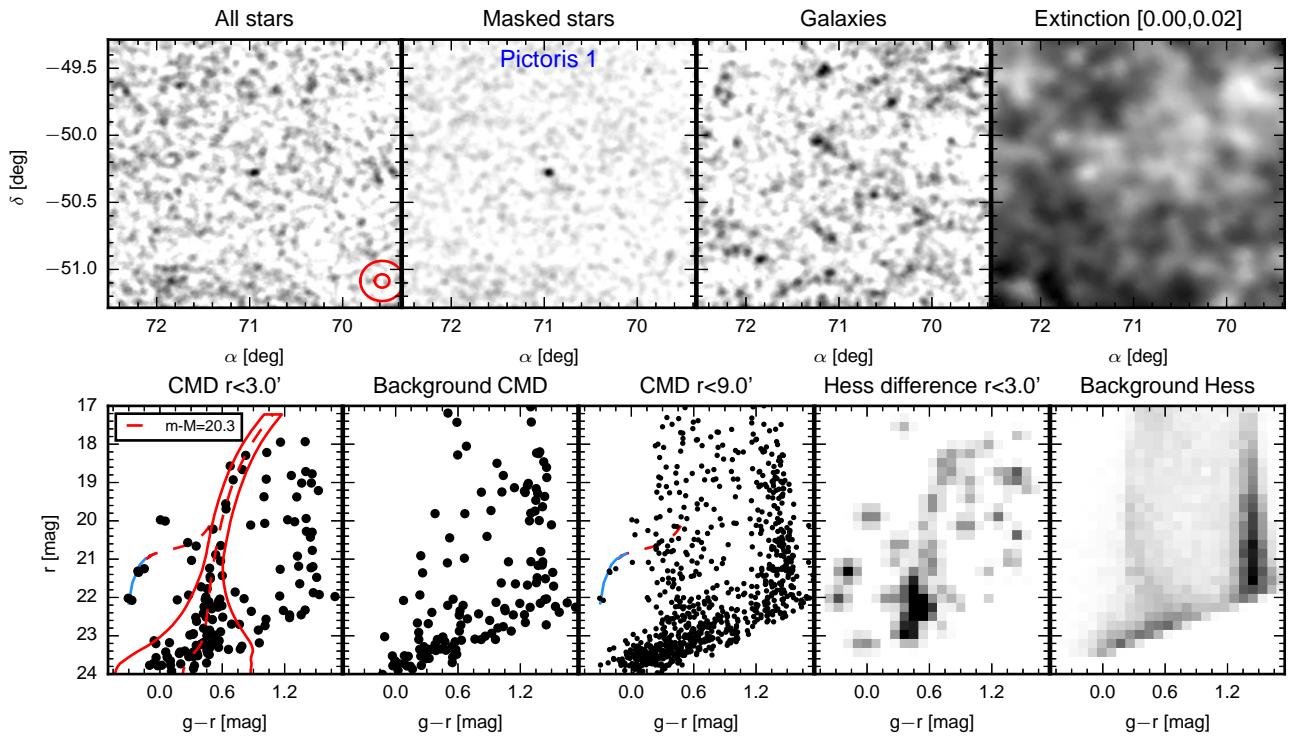 All stars
Masked stars
Galaxies
Extinction [0.00,0.02]
Pictoris 1
−49.5
−50.0
−50.5
−51.0
δ [deg]
72 71 70
72 71 70
72 71 70
72 71 70
α [deg]
α [deg]
α [deg]
α [deg]
CMD r<3.0’
Background CMD
CMD r<9.0’
Hess difference r<3.0’
Background Hess
m-M=20.3
17
18
19
20
21
22
23
24
r [mag]
0.0 0.6 1.2
0.0 0.6 1.2
0.0 0.6 1.2
0.0 0.6 1.2
0.0 0.6 1.2
g−r [mag]
g−r [mag]
g−r [mag]
g−r [mag]
g−r [mag]